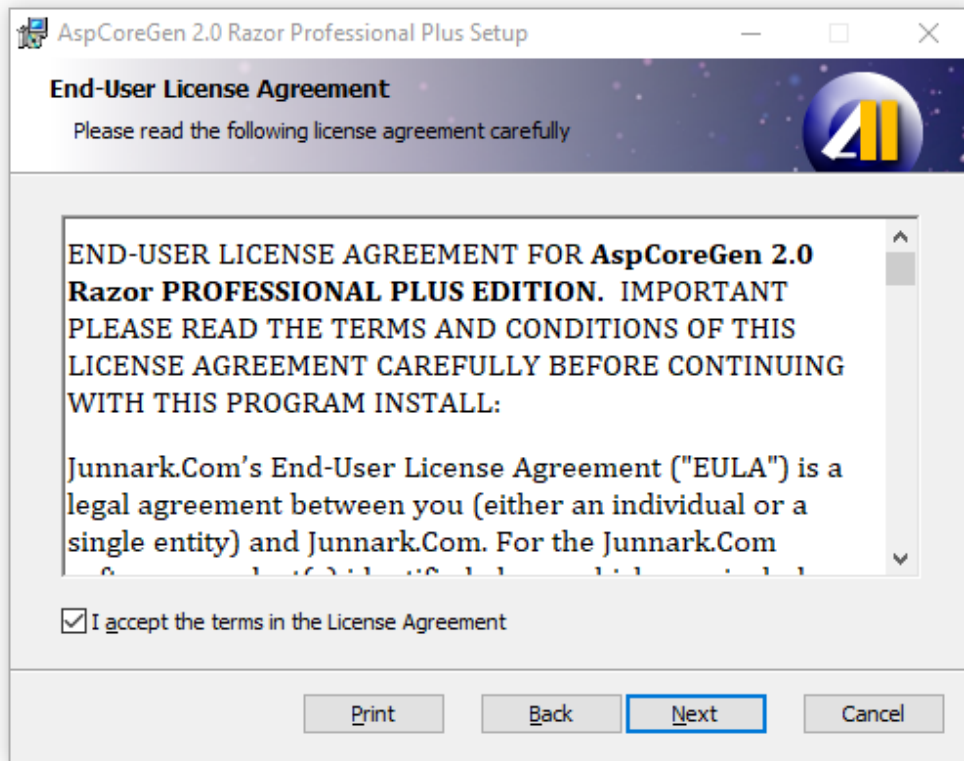 AspCoreGen 2.0 Razor Professional Plus Setup
End-User License Agreement
Please read the following license agreement carefully
END-USER LICENSE AGREEMENT FOR AspCoreGen 2.0
Razor PROFESSIONAL PLUS EDITION. IMPORTANT
PLEASE READ THE TERMS AND CONDITIONS OF THIS
LICENSE AGREEMENT CAREFULLY BEFORE CONTINUING
WITH THIS PROGRAM INSTALL:
Junnark.Com’s End-User License Agreement ("EULA") is a
legal agreement between you (either an individual or a
single entity) and Junnark.Com. For the Junnark.Com
I accept the terms in the License Agreement
Print Back Next Cancel